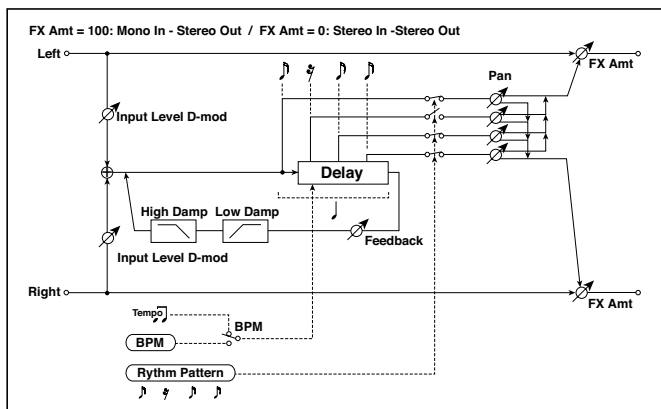 FX Amt = 100: Mono In - Stereo Out / FX Amt = 0: Stereo In -Stereo Out
Left
FX Amt
Pan
Input Level D-mod
Delay
High Damp
Low Damp
Feedback
Input Level D-mod
Right
FX Amt
Tempo
BPM
BPM
Rythm Pattern